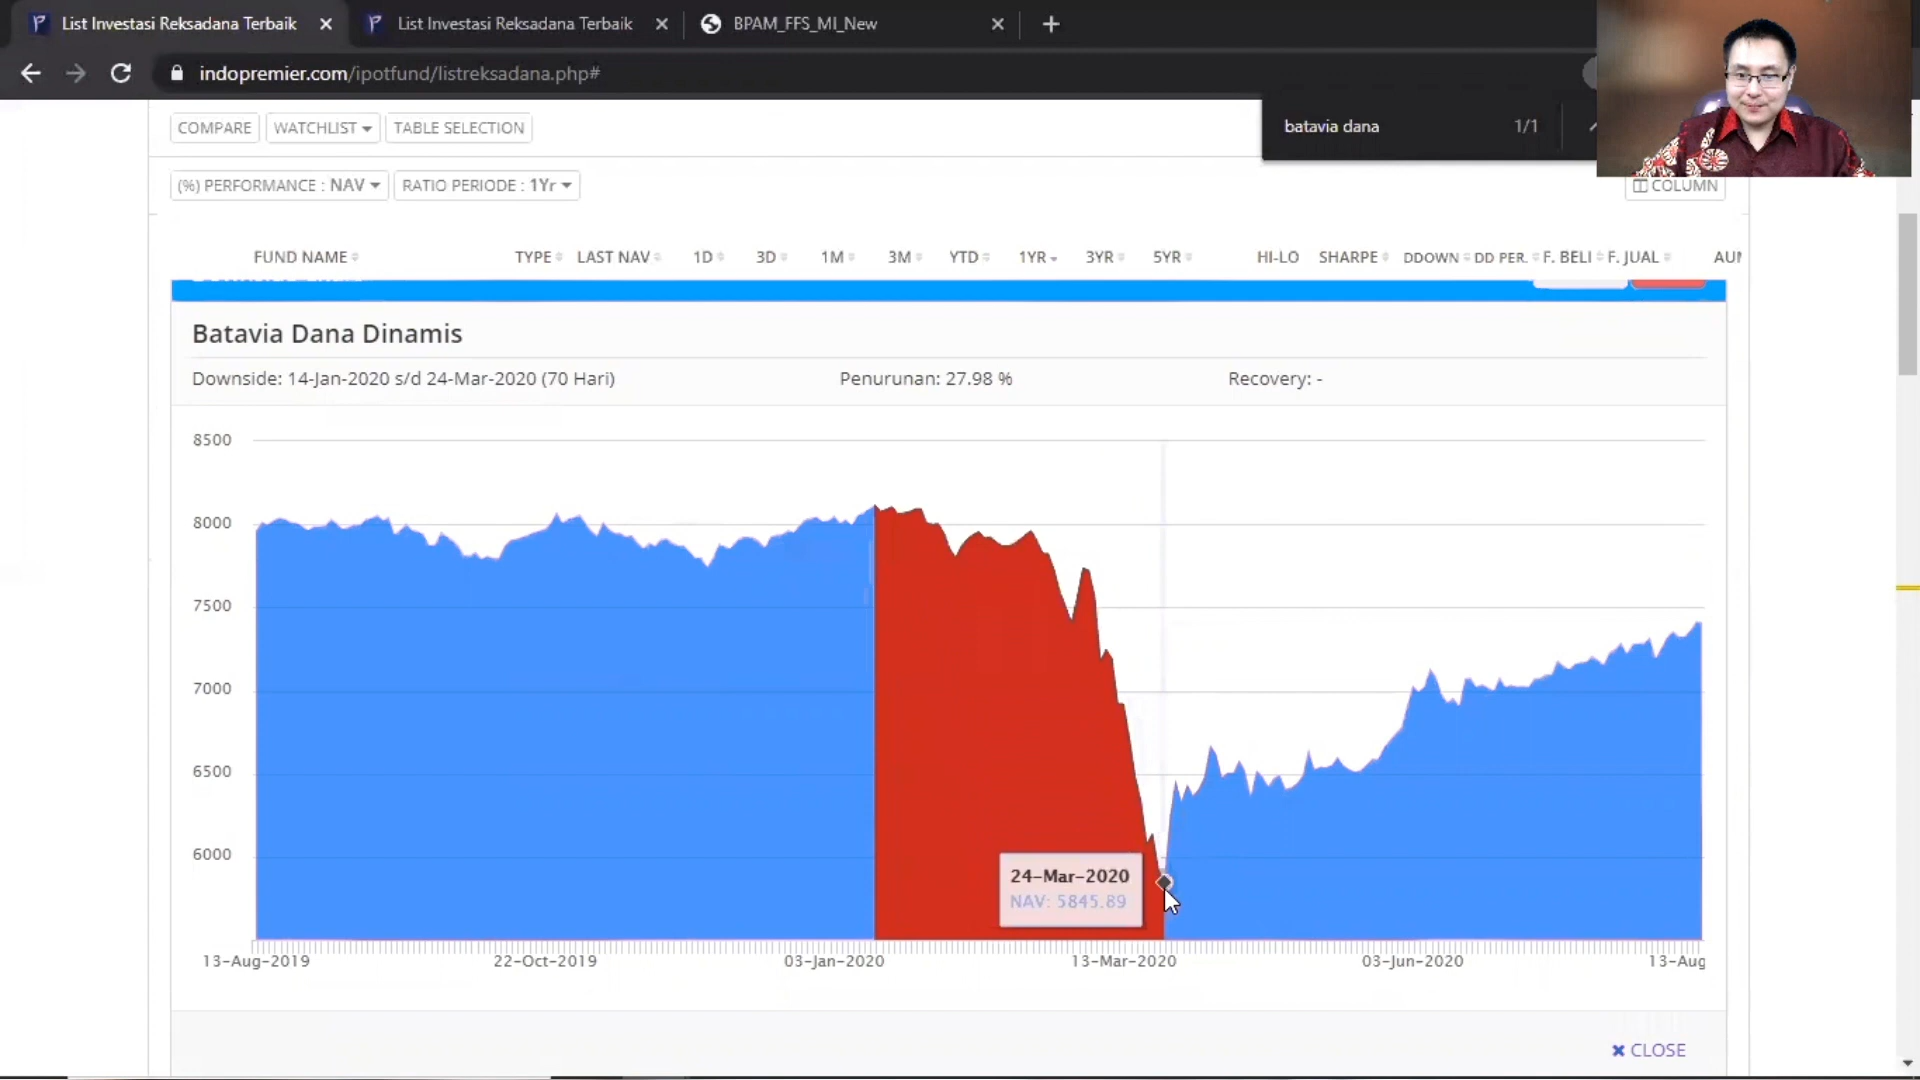 List Investasi Reksadana Terbaik
List Investasi Reksadana Terbaik
BPAM_FFS_MI_New
indopremier.com/ipotfund/listreksadana.php#
batavia dana 1/1
COMPARE WATCHLIST TABLE SELECTION
(%) PERFORMANCE : NAV RATIO PERIODE : 1Yr COLUMN
FUND NAME TYPE LAST NAV 1D 3D 1M 3M YTD 1YR 3YR 5YR HI-LO SHARPE DDOWN DD PER. F. BELI F. JUAL AUM
Batavia Dana Dinamis
Downside: 14-Jan-2020 s/d 24-Mar-2020 (70 Hari) Penurunan: 27.98 % Recovery: -
8500
8000
7500
7000
6500
6000
24-Mar-2020
NAV: 5845.89
13-Aug-2019 22-Oct-2019 03-Jan-2020 13-Mar-2020 03-Jun-2020 13-Aug
CLOSE